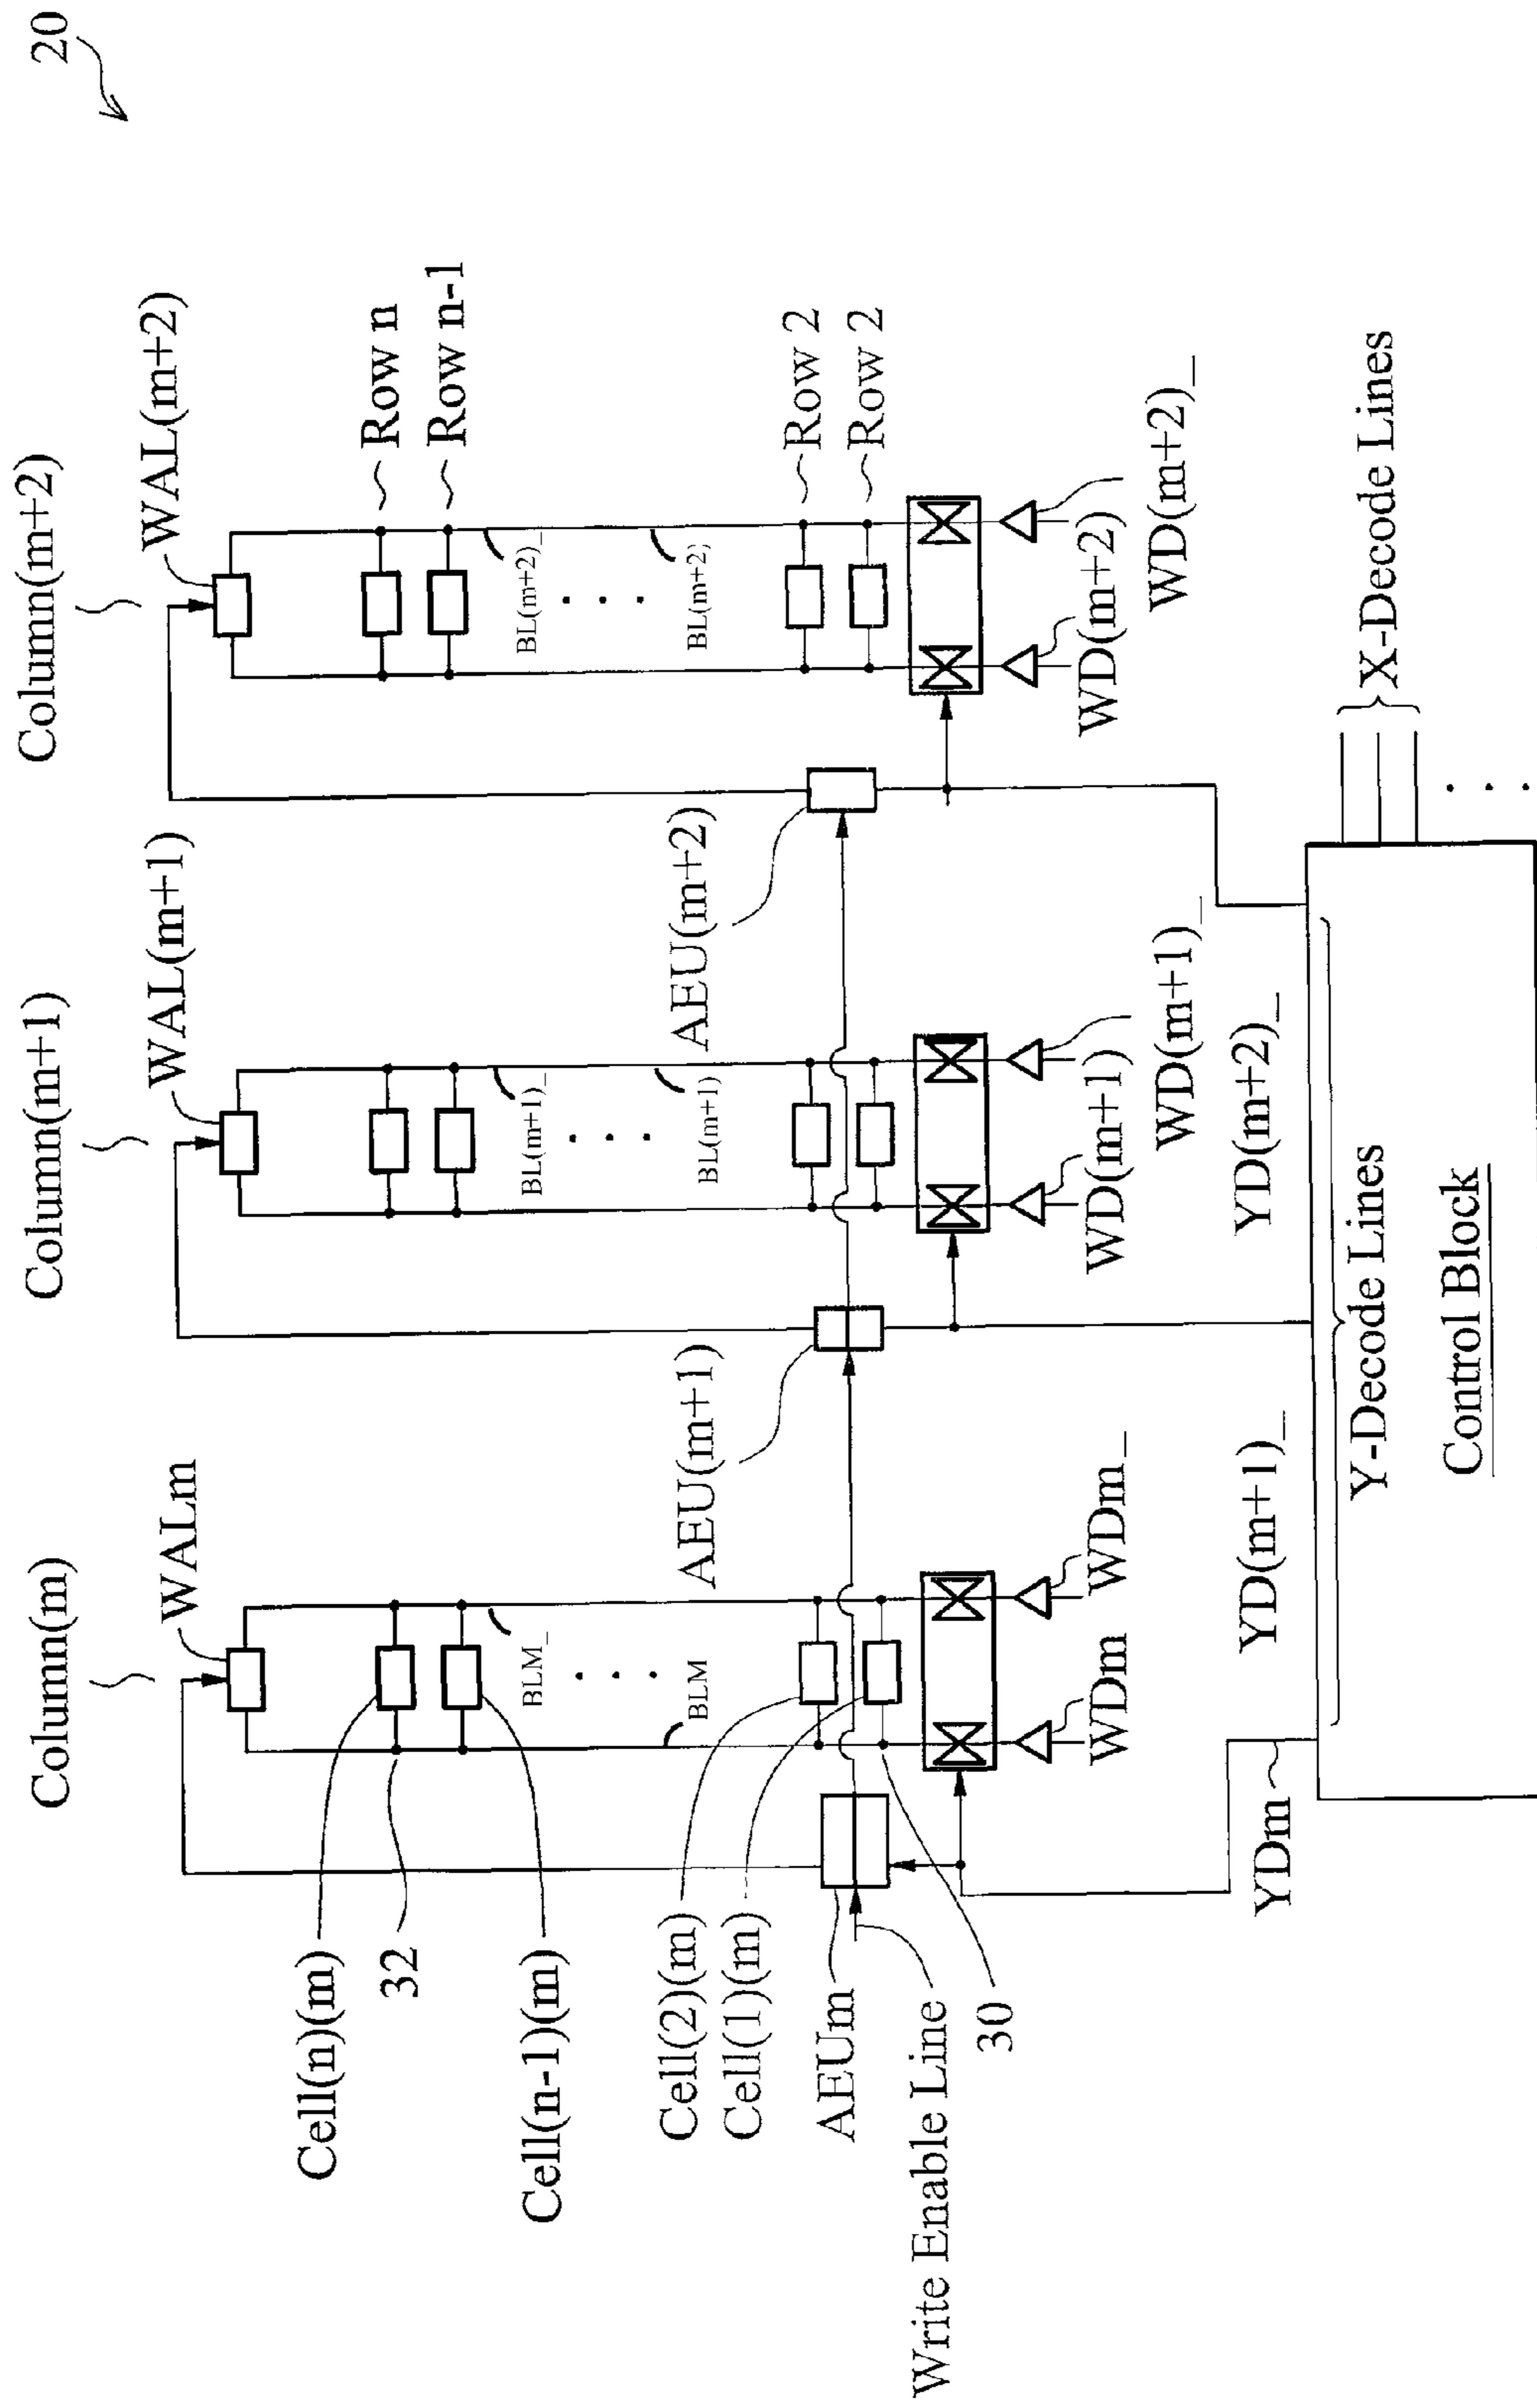 20
Column(m)
Column(m+1)
Column(m+2)
WALm
WAL(m+1)
WAL(m+2)
Cell(n)(m)
Row n
32
Row n-1
Cell(n-1)(m)
BLM_
BL(m+1)_
BL(m+2)_
BLM
BL(m+1)
BL(m+2)
Cell(2)(m)
AEU(m+1)
AEU(m+2)
Row 2
Cell(1)(m)
Row 2
AEUm
Write Enable Line
30
WDm
WDm_
WD(m+1)
WD(m+1)_
WD(m+2)
WD(m+2)_
YDm
YD(m+1)_
YD(m+2)_
Y-Decode Lines
X-Decode Lines
Control Block